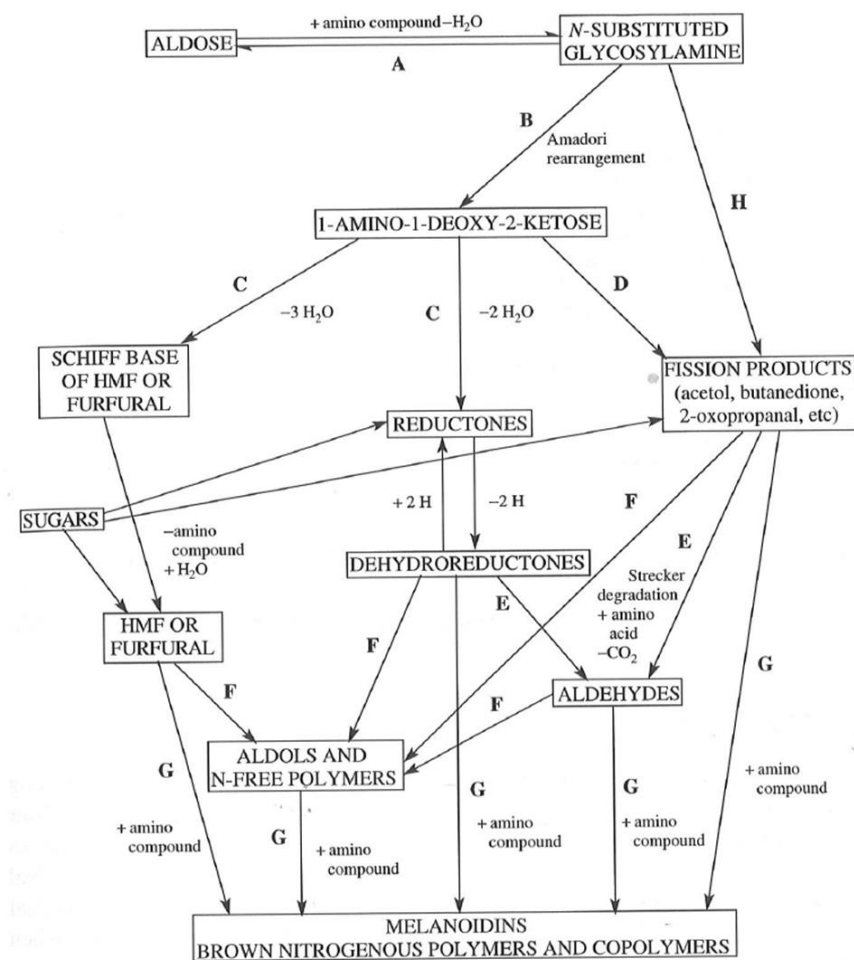 + amino compound–H₂O
ALDOSE
N-SUBSTITUTED
GLYCOSYLAMINE
A
B
Amadori
rearrangement
H
1-AMINO-1-DEOXY-2-KETOSE
C
–3 H₂O
C
–2 H₂O
D
SCHIFF BASE
OF HMF OR
FURFURAL
FISSION PRODUCTS
(acetol, butanedione,
2-oxopropanal, etc)
REDUCTONES
SUGARS
+ 2 H
–2 H
F
–amino
compound
+ H₂O
DEHYDROREDUCTONES
E
E
Strecker
degradation
+ amino
acid
–CO₂
HMF OR
FURFURAL
F
F
F
G
ALDEHYDES
ALDOLS AND
N-FREE POLYMERS
G
+ amino
compound
G
+ amino
compound
G
+ amino
compound
G
+ amino
compound
+ amino
compound
MELANOIDINS
BROWN NITROGENOUS POLYMERS AND COPOLYMERS